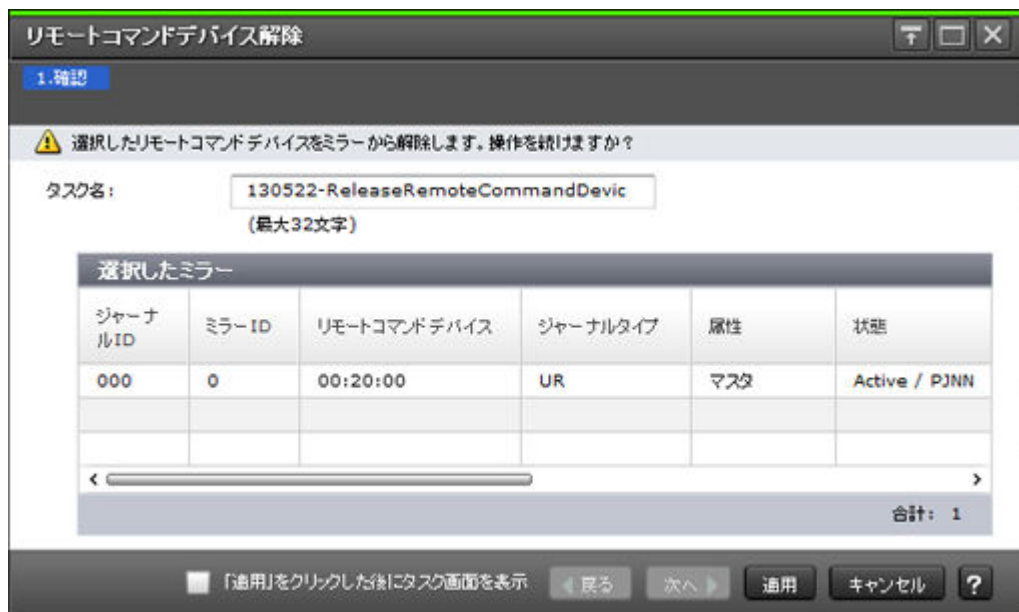 リモートコマンドデバイス解除
1.確認
選択したリモートコマンドデバイスをミラーから解除します。操作を続けますか?
タスク名: 130522-ReleaseRemoteCommandDevic
(最大32文字)
選択したミラー
ジャーナルID ミラーID リモートコマンドデバイス ジャーナルタイプ 属性 状態
000 0 00:20:00 UR マスタ Active / PJNN
合計: 1
「適用」をクリックした後にタスク画面を表示 戻る 次へ 適用 キャンセル ?